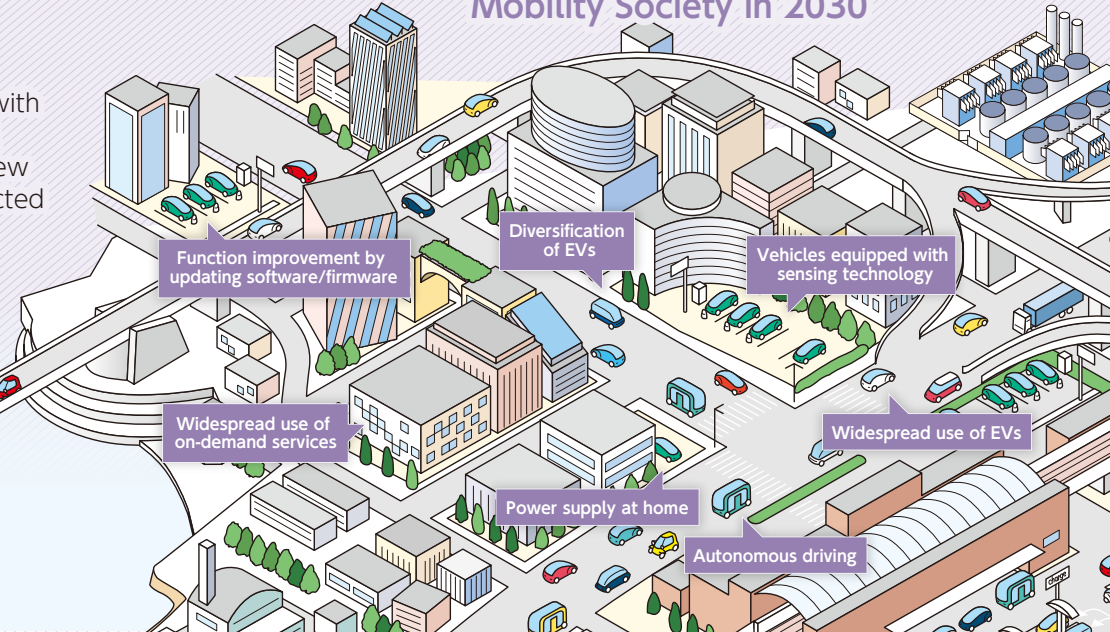 Mobility Society in 2030
with
ew
cted
Function improvement by
updating software/firmware
Diversification
of EVs
Vehicles equipped with
sensing technology
Widespread use of
on-demand services
Widespread use of EVs
Power supply at home
Autonomous driving
charge